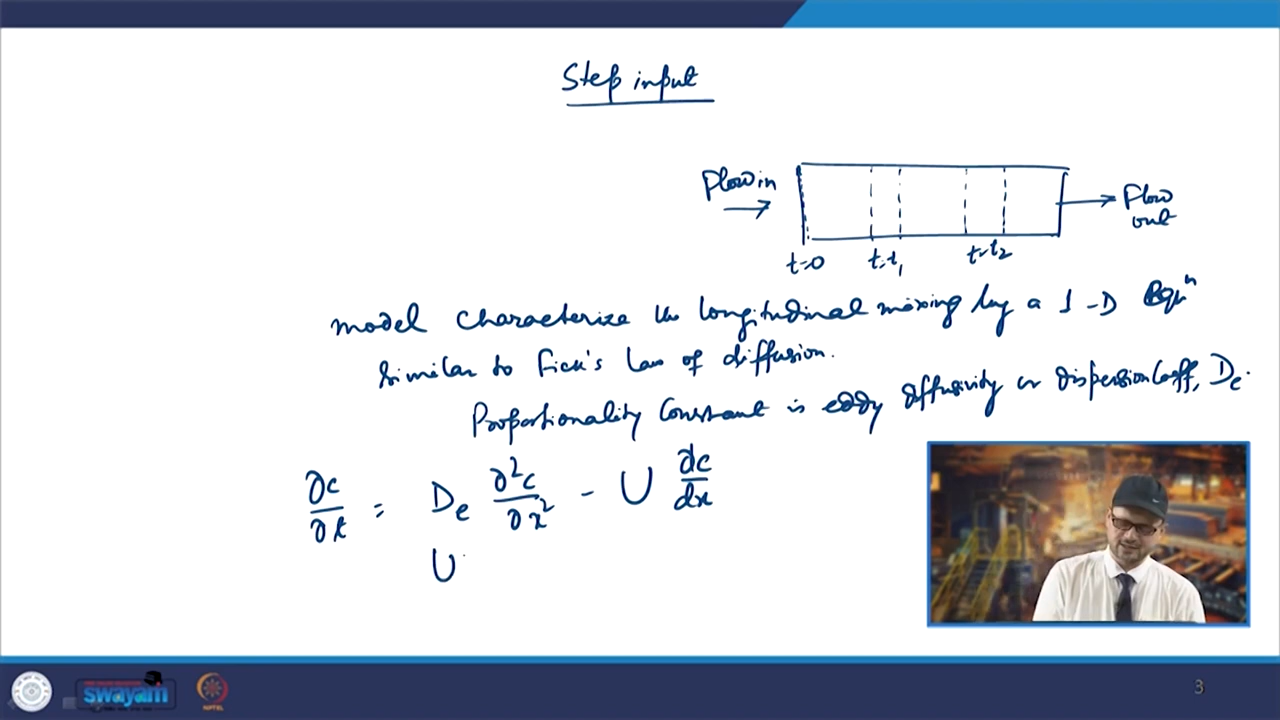 Step input
Flow in
Flow
out
t=0 t=t₁ t=t₂
model characterize the longitudinal mixing by a 1-D Eqⁿ
similar to Fick's Law of diffusion.
Proportionality Constant is eddy diffusivity or dispersion Coeff, De.
∂c/∂t = De ∂²c/∂x² - U dc/dx
U
swayam
NPTEL
3